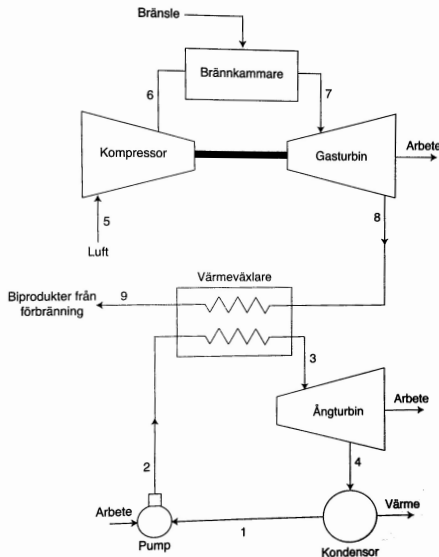 Bränsle
Brännkammare
6
7
Kompressor
Gasturbin
Arbete
5
8
Luft
Värmeväxlare
9
Biprodukter från
förbränning
3
Ångturbin
Arbete
2
4
Arbete
1
Värme
Pump
Kondensor